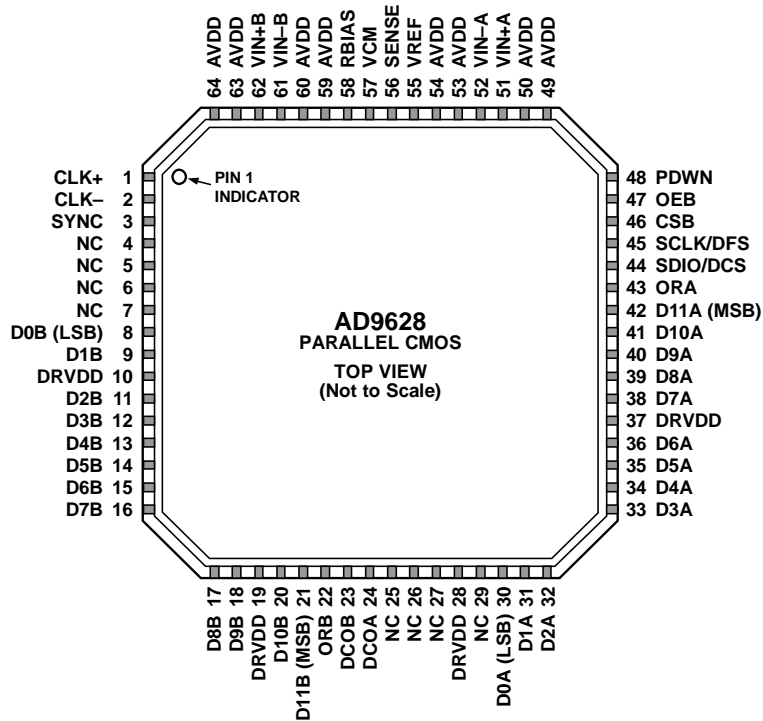 64 AVDD
63 AVDD
62 VIN+B
61 VIN–B
60 AVDD
59 AVDD
58 RBIAS
57 VCM
56 SENSE
55 VREF
54 AVDD
53 AVDD
52 VIN–A
51 VIN+A
50 AVDD
49 AVDD
CLK+ 1
CLK– 2
SYNC 3
NC 4
NC 5
NC 6
NC 7
D0B (LSB) 8
D1B 9
DRVDD 10
D2B 11
D3B 12
D4B 13
D5B 14
D6B 15
D7B 16
PIN 1
INDICATOR
AD9628
PARALLEL CMOS
TOP VIEW
(Not to Scale)
48 PDWN
47 OEB
46 CSB
45 SCLK/DFS
44 SDIO/DCS
43 ORA
42 D11A (MSB)
41 D10A
40 D9A
39 D8A
38 D7A
37 DRVDD
36 D6A
35 D5A
34 D4A
33 D3A
D8B 17
D9B 18
DRVDD 19
D10B 20
D11B (MSB) 21
ORB 22
DCOB 23
DCOA 24
NC 25
NC 26
NC 27
DRVDD 28
NC 29
D0A (LSB) 30
D1A 31
D2A 32